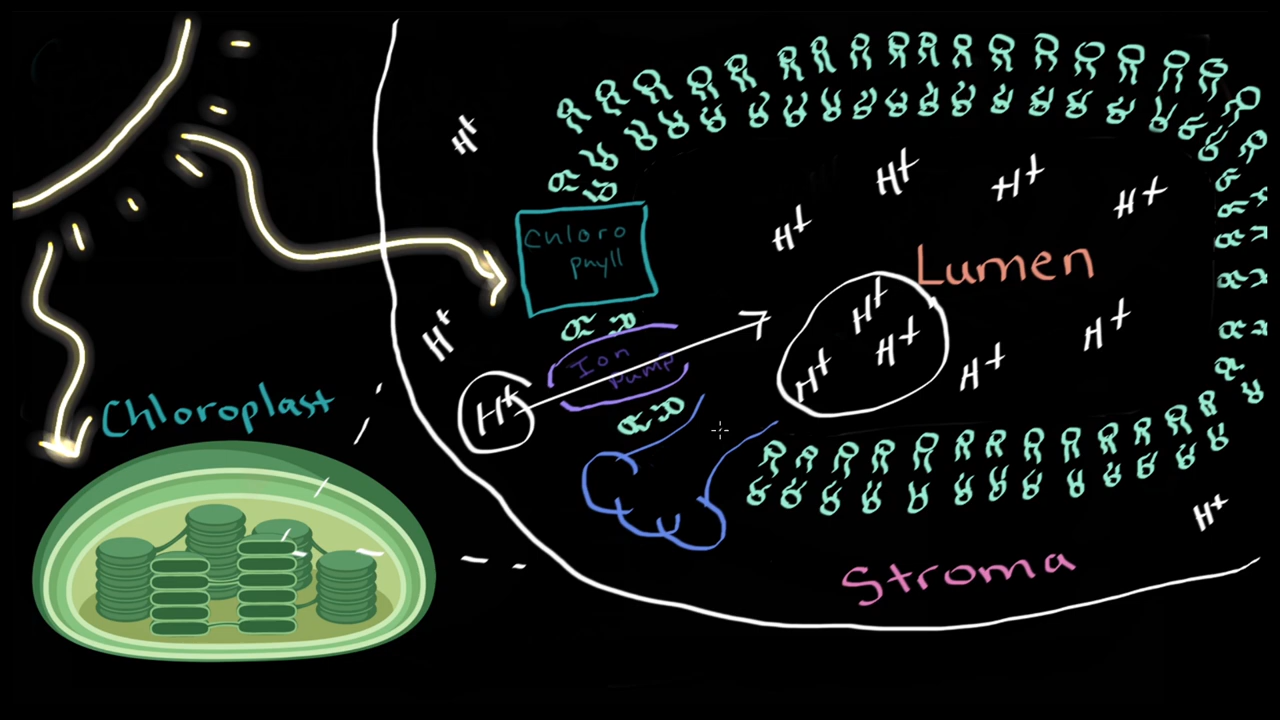 H+
Chloro
phyll
H+
H+
H+
H+
Lumen
H+
Ion
Pump
H+
H+
H+
H+
H+
H+
H+
Chloroplast
H+
Stroma